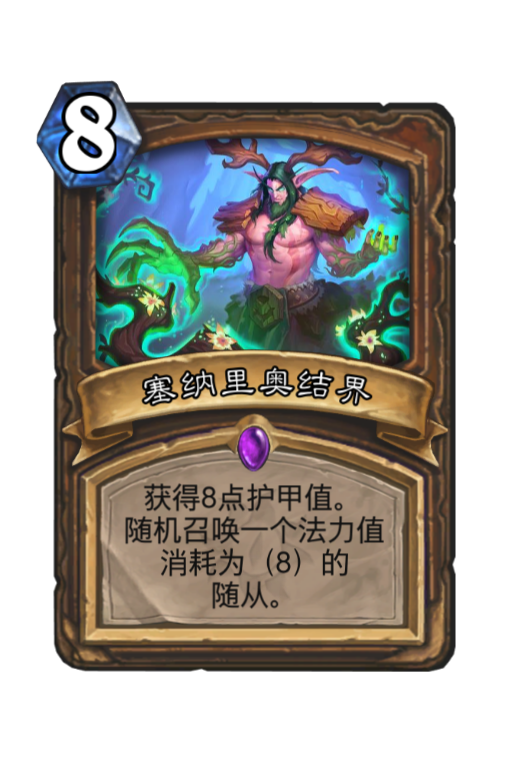 8
塞纳里奥结界
获得8点护甲值。
随机召唤一个法力值
消耗为（8）的
随从。